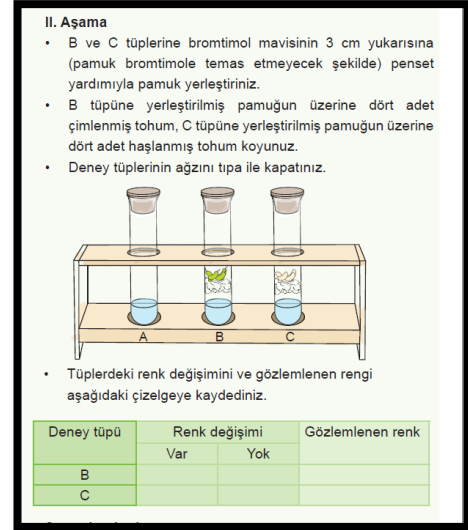 II. Aşama
• B ve C tüplerine bromtimol mavisinin 3 cm yukarısına
(pamuk bromtimole temas etmeyecek şekilde) penset
yardımıyla pamuk yerleştiriniz.
• B tüpüne yerleştirilmiş pamuğun üzerine dört adet
çimlenmiş tohum, C tüpüne yerleştirilmiş pamuğun üzerine
dört adet haşlanmış tohum koyunuz.
• Deney tüplerinin ağzını tıpa ile kapatınız.
A B C
• Tüplerdeki renk değişimini ve gözlemlenen rengi
aşağıdaki çizelgeye kaydediniz.
Deney tüpü Renk değişimi Gözlemlenen renk
Var Yok
B
C